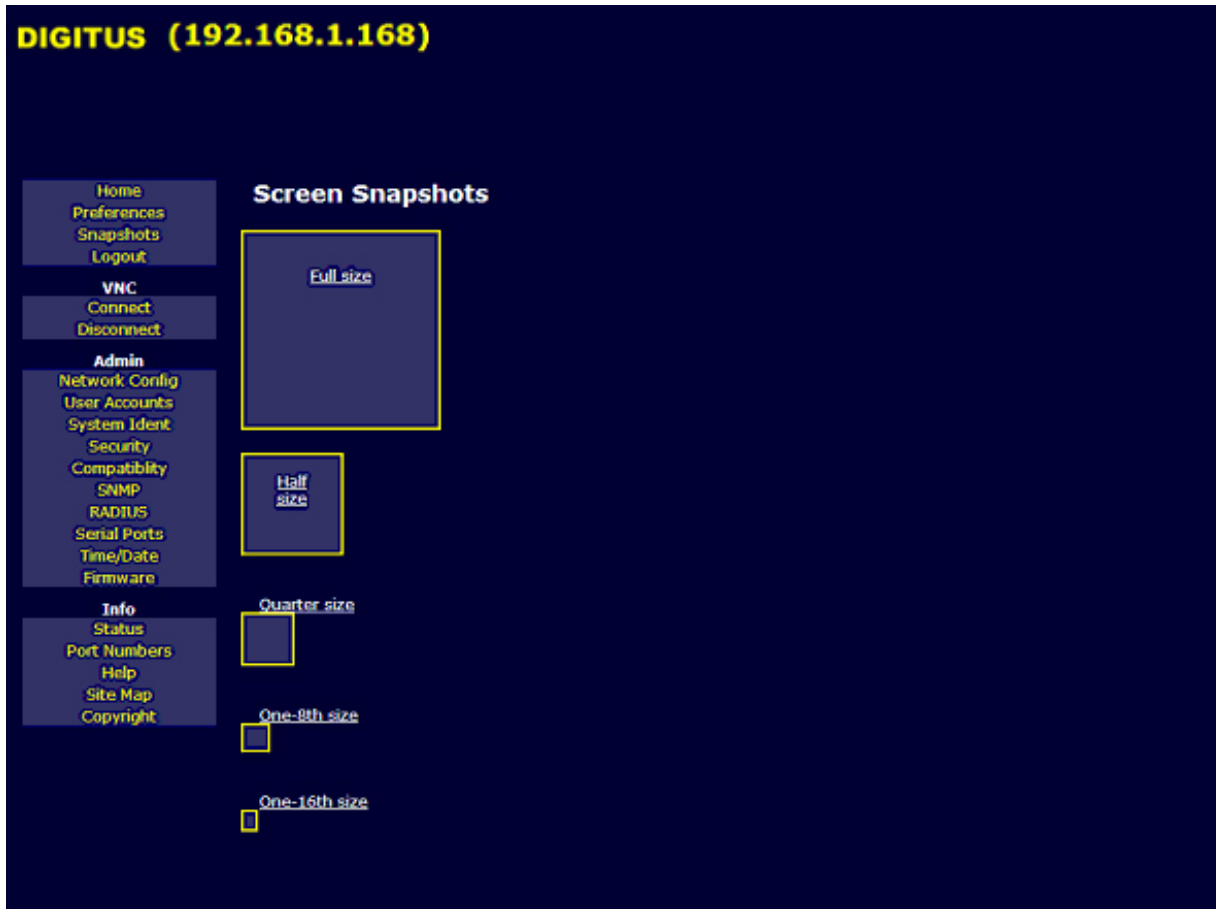 DIGITUS (192.168.1.168)
Home
Preferences
Snapshots
Logout
VNC
Connect
Disconnect
Admin
Network Config
User Accounts
System Ident
Security
Compatiblity
SNMP
RADIUS
Serial Ports
Time/Date
Firmware
Info
Status
Port Numbers
Help
Site Map
Copyright
Screen Snapshots
Full size
Half
size
Quarter size
One-8th size
One-16th size